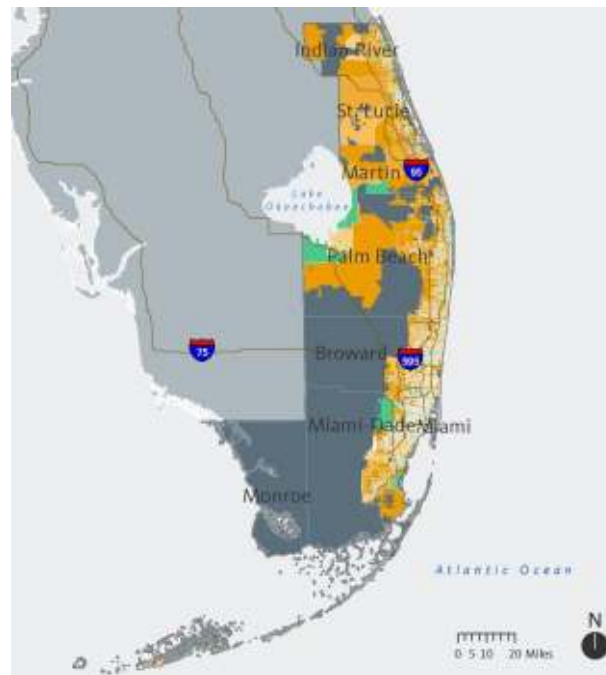 Indian River
St. Lucie
Martin
95
Lake
Okeechobee
Palm Beach
75
Broward
595
Miami-Dade
Miami
Monroe
Atlantic Ocean
N
0 5 10 20 Miles